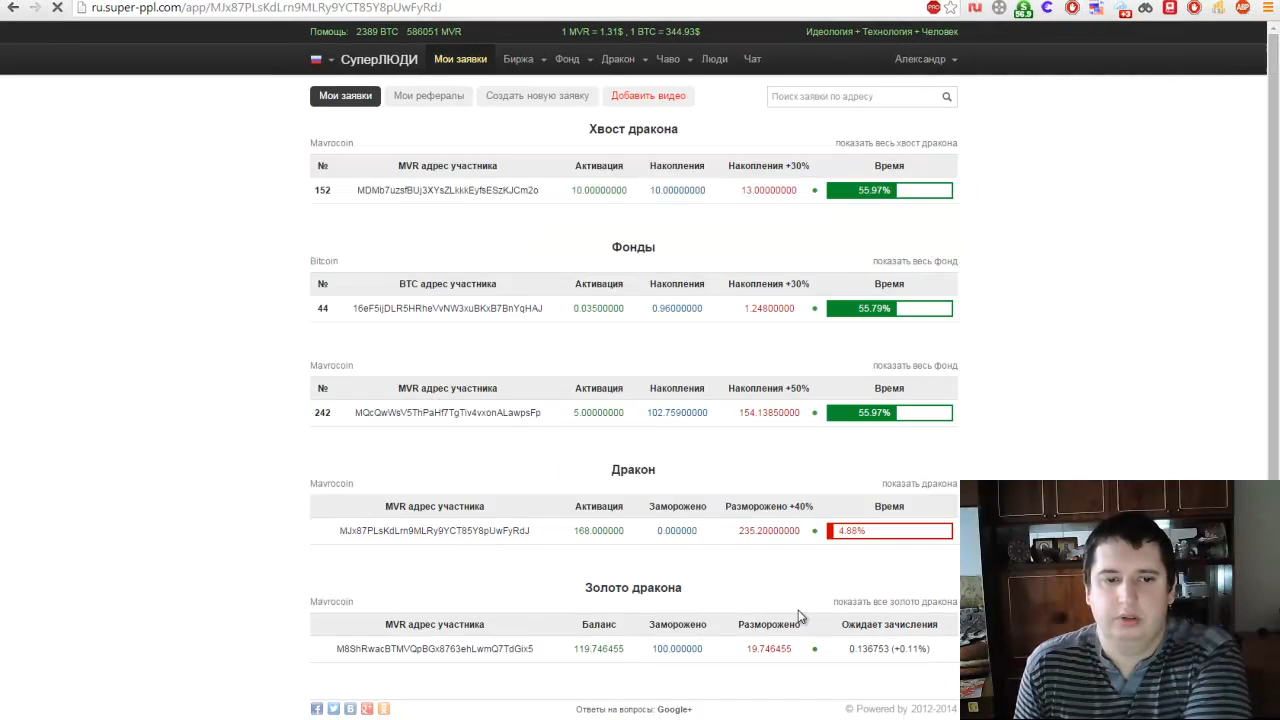 ru.super-ppl.com/app/MJx87PLsKdLrn9MLRy9YCT85Y8pUwFyRdJ
Помощь: 2389 BTC 586051 MVR 1 MVR = 1.31$ , 1 BTC = 344.93$ Идеология + Технология + Человек
СуперЛЮДИ Мои заявки Биржа Фонд Дракон Чаво Люди Чат Александр
Мои заявки Мои рефералы Создать новую заявку Добавить видео Поиск заявки по адресу
Хвост дракона
Mavrocoin показать весь хвост дракона
№ MVR адрес участника Активация Накопления Накопления +30% Время
152 MDMb7uzsfBUj3XYsZLkkkEyfsESzKJCm2o 10.00000000 10.00000000 13.00000000 55.97%
Фонды
Bitcoin показать весь фонд
№ BTC адрес участника Активация Накопления Накопления +30% Время
44 16eF5ijDLR5HRheVvNW3xuBKxB7BnYqHAJ 0.03500000 0.96000000 1.24800000 55.79%
Mavrocoin показать весь фонд
№ MVR адрес участника Активация Накопления Накопления +50% Время
242 MQcQwWsV5ThPaHf7TgTiv4vxonALawpsFp 5.00000000 102.75900000 154.13850000 55.97%
Дракон
Mavrocoin показать дракона
MVR адрес участника Активация Заморожено Разморожено +40% Время
MJx87PLsKdLrn9MLRy9YCT85Y8pUwFyRdJ 168.000000 0.000000 235.20000000 4.88%
Золото дракона
Mavrocoin показать все золото дракона
MVR адрес участника Баланс Заморожено Разморожено Ожидает зачисления
M8ShRwacBTMVQpBGx8763ehLwmQ7TdGix5 119.746455 100.000000 19.746455 0.136753 (+0.11%)
Ответы на вопросы: Google+ © Powered by 2012-2014